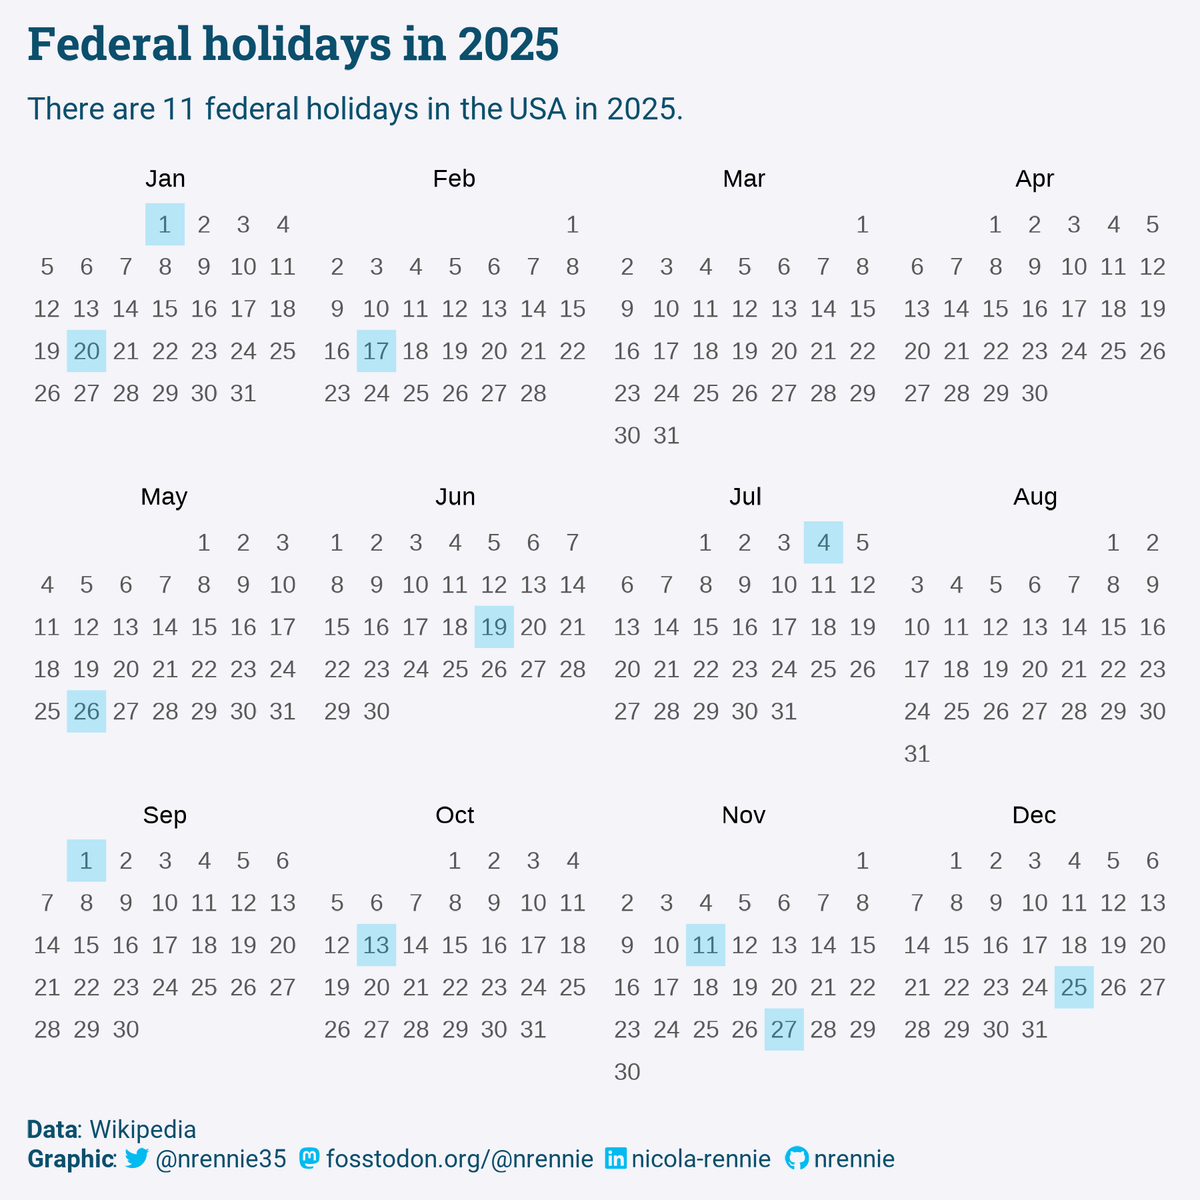 Federal holidays in 2025
There are 11 federal holidays in the USA in 2025.
Jan Feb Mar Apr
1 2 3 4 1 1 1 2 3 4 5
5 6 7 8 9 10 11 2 3 4 5 6 7 8 2 3 4 5 6 7 8 6 7 8 9 10 11 12
12 13 14 15 16 17 18 9 10 11 12 13 14 15 9 10 11 12 13 14 15 13 14 15 16 17 18 19
19 20 21 22 23 24 25 16 17 18 19 20 21 22 16 17 18 19 20 21 22 20 21 22 23 24 25 26
26 27 28 29 30 31 23 24 25 26 27 28 23 24 25 26 27 28 29 27 28 29 30
30 31
May Jun Jul Aug
1 2 3 1 2 3 4 5 6 7 1 2 3 4 5 1 2
4 5 6 7 8 9 10 8 9 10 11 12 13 14 6 7 8 9 10 11 12 3 4 5 6 7 8 9
11 12 13 14 15 16 17 15 16 17 18 19 20 21 13 14 15 16 17 18 19 10 11 12 13 14 15 16
18 19 20 21 22 23 24 22 23 24 25 26 27 28 20 21 22 23 24 25 26 17 18 19 20 21 22 23
25 26 27 28 29 30 31 29 30 27 28 29 30 31 24 25 26 27 28 29 30
31
Sep Oct Nov Dec
1 2 3 4 5 6 1 2 3 4 1 1 2 3 4 5 6
7 8 9 10 11 12 13 5 6 7 8 9 10 11 2 3 4 5 6 7 8 7 8 9 10 11 12 13
14 15 16 17 18 19 20 12 13 14 15 16 17 18 9 10 11 12 13 14 15 14 15 16 17 18 19 20
21 22 23 24 25 26 27 19 20 21 22 23 24 25 16 17 18 19 20 21 22 21 22 23 24 25 26 27
28 29 30 26 27 28 29 30 31 23 24 25 26 27 28 29 28 29 30 31
30
Data: Wikipedia
Graphic: @nrennie35 fosstodon.org/@nrennie nicola-rennie nrennie